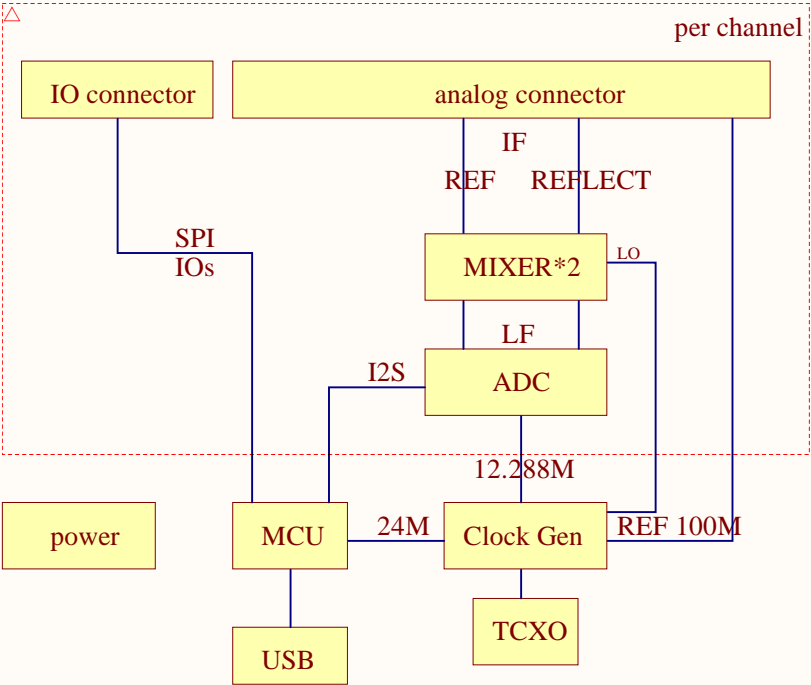 per channel
IO connector
analog connector
IF
REF
REFLECT
SPI
IOs
MIXER*2
LO
LF
I2S
ADC
12.288M
power
MCU
24M
Clock Gen
REF 100M
TCXO
USB